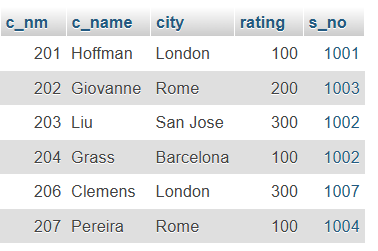 c_nm c_name city rating s_no
201 Hoffman London 100 1001
202 Giovanne Rome 200 1003
203 Liu San Jose 300 1002
204 Grass Barcelona 100 1002
206 Clemens London 300 1007
207 Pereira Rome 100 1004